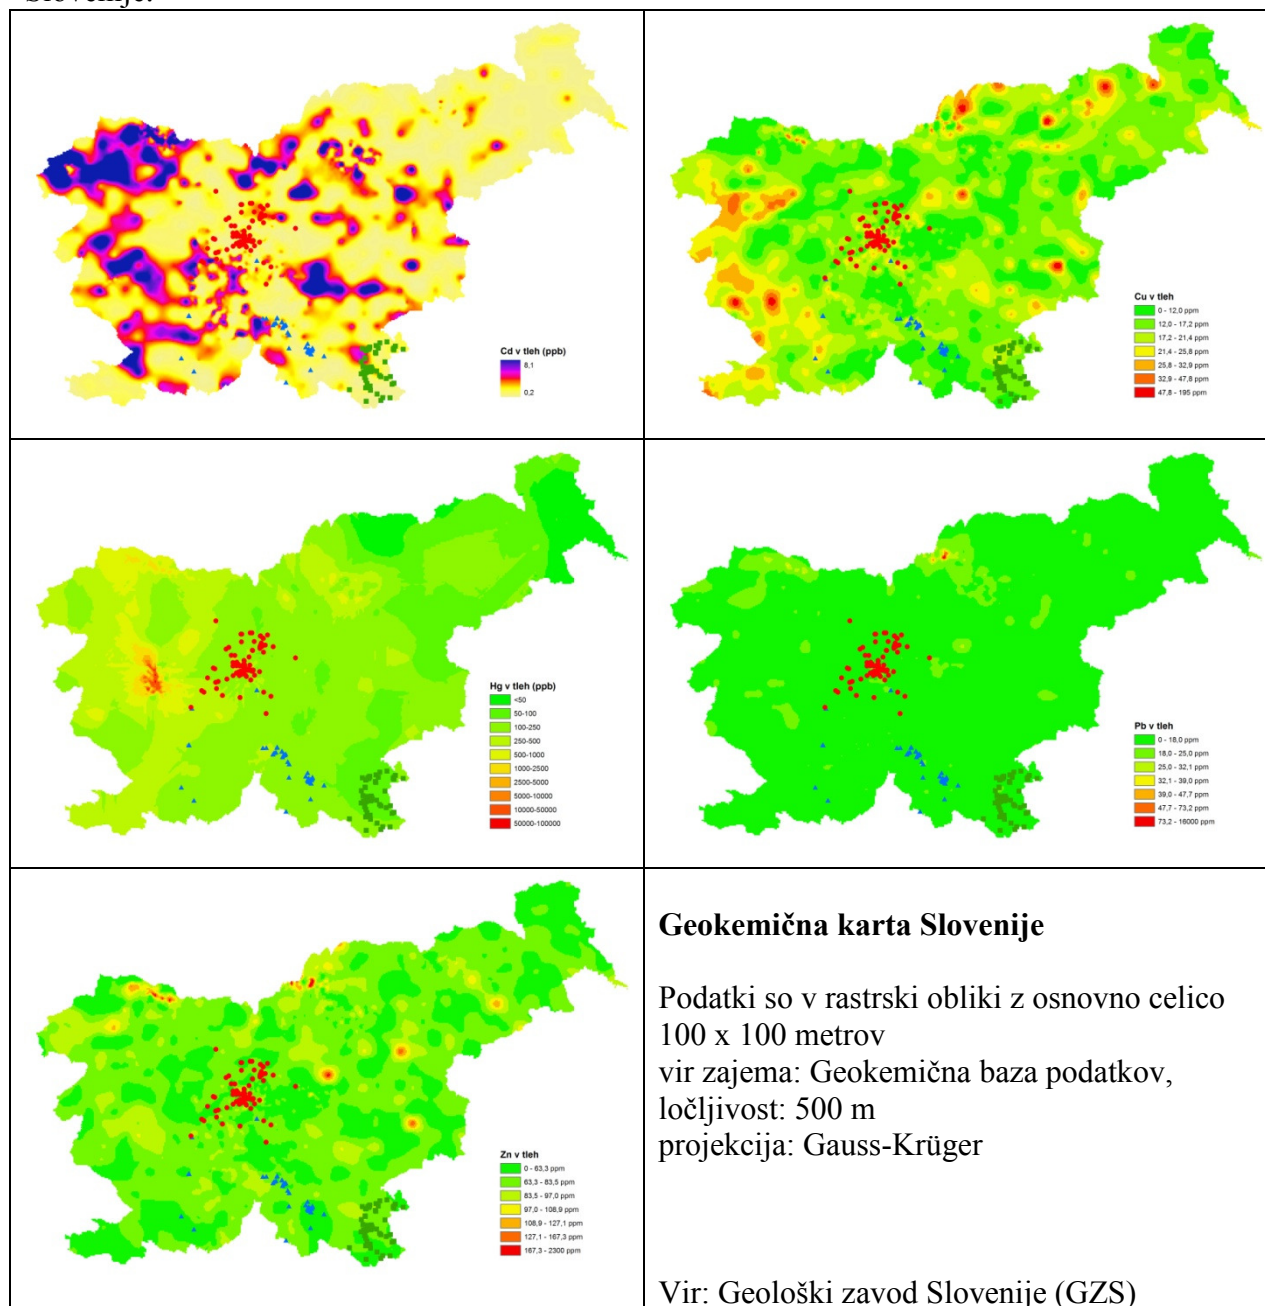 Slovenije.
Cd v tleh (ppb)
8,1
0,2
Cu v tleh
0 - 12,0 ppm
12,0 - 17,2 ppm
17,2 - 21,4 ppm
21,4 - 25,8 ppm
25,8 - 32,9 ppm
32,9 - 47,8 ppm
47,8 - 195 ppm
Hg v tleh (ppb)
<50
50-100
100-250
250-500
500-1000
1000-2500
2500-5000
5000-10000
10000-50000
50000-100000
Pb v tleh
0 - 18,0 ppm
18,0 - 25,0 ppm
25,0 - 32,1 ppm
32,1 - 39,0 ppm
39,0 - 47,7 ppm
47,7 - 73,2 ppm
73,2 - 16000 ppm
Zn v tleh
0 - 63,3 ppm
63,3 - 83,5 ppm
83,5 - 97,0 ppm
97,0 - 108,9 ppm
108,9 - 127,1 ppm
127,1 - 167,3 ppm
167,3 - 2300 ppm
Geokemična karta Slovenije
Podatki so v rastrski obliki z osnovno celico
100 x 100 metrov
vir zajema: Geokemična baza podatkov,
ločljivost: 500 m
projekcija: Gauss-Krüger
Vir: Geološki zavod Slovenije (GZS)